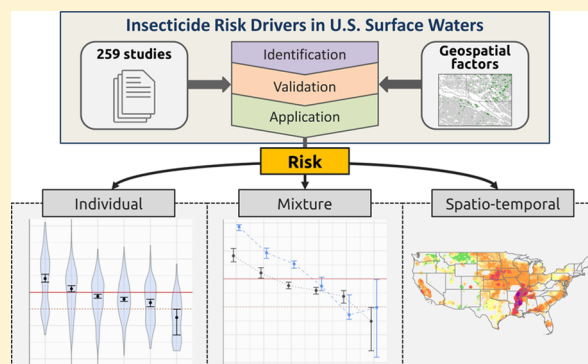 Insecticide Risk Drivers in U.S. Surface Waters
259 studies
Identification
Validation
Application
Geospatial
factors
Risk
Individual
Mixture
Spatio-temporal